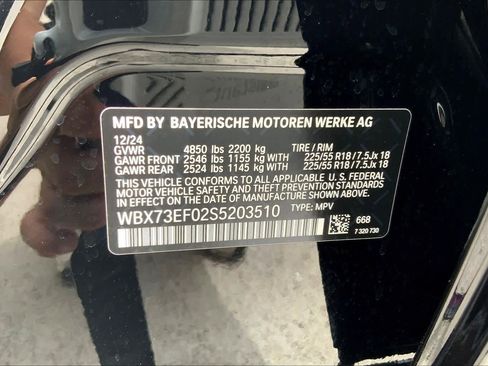 MFD BY BAYERISCHE MOTOREN WERKE AG
12/24
GVWR 4850 lbs 2200 kg TIRE / RIM
GAWR FRONT 2546 lbs 1155 kg WITH 225/55 R18 / 7.5Jx 18
GAWR REAR 2524 lbs 1145 kg WITH 225/55 R18 / 7.5Jx 18
THIS VEHICLE CONFORMS TO ALL APPLICABLE U.S. FEDERAL
MOTOR VEHICLE SAFETY AND THEFT PREVENTION STANDARDS
IN EFFECT ON THE DATE OF MANUFACTURE SHOWN ABOVE.
WBX73EF02S5203510 TYPE: MPV
668
7 320 730